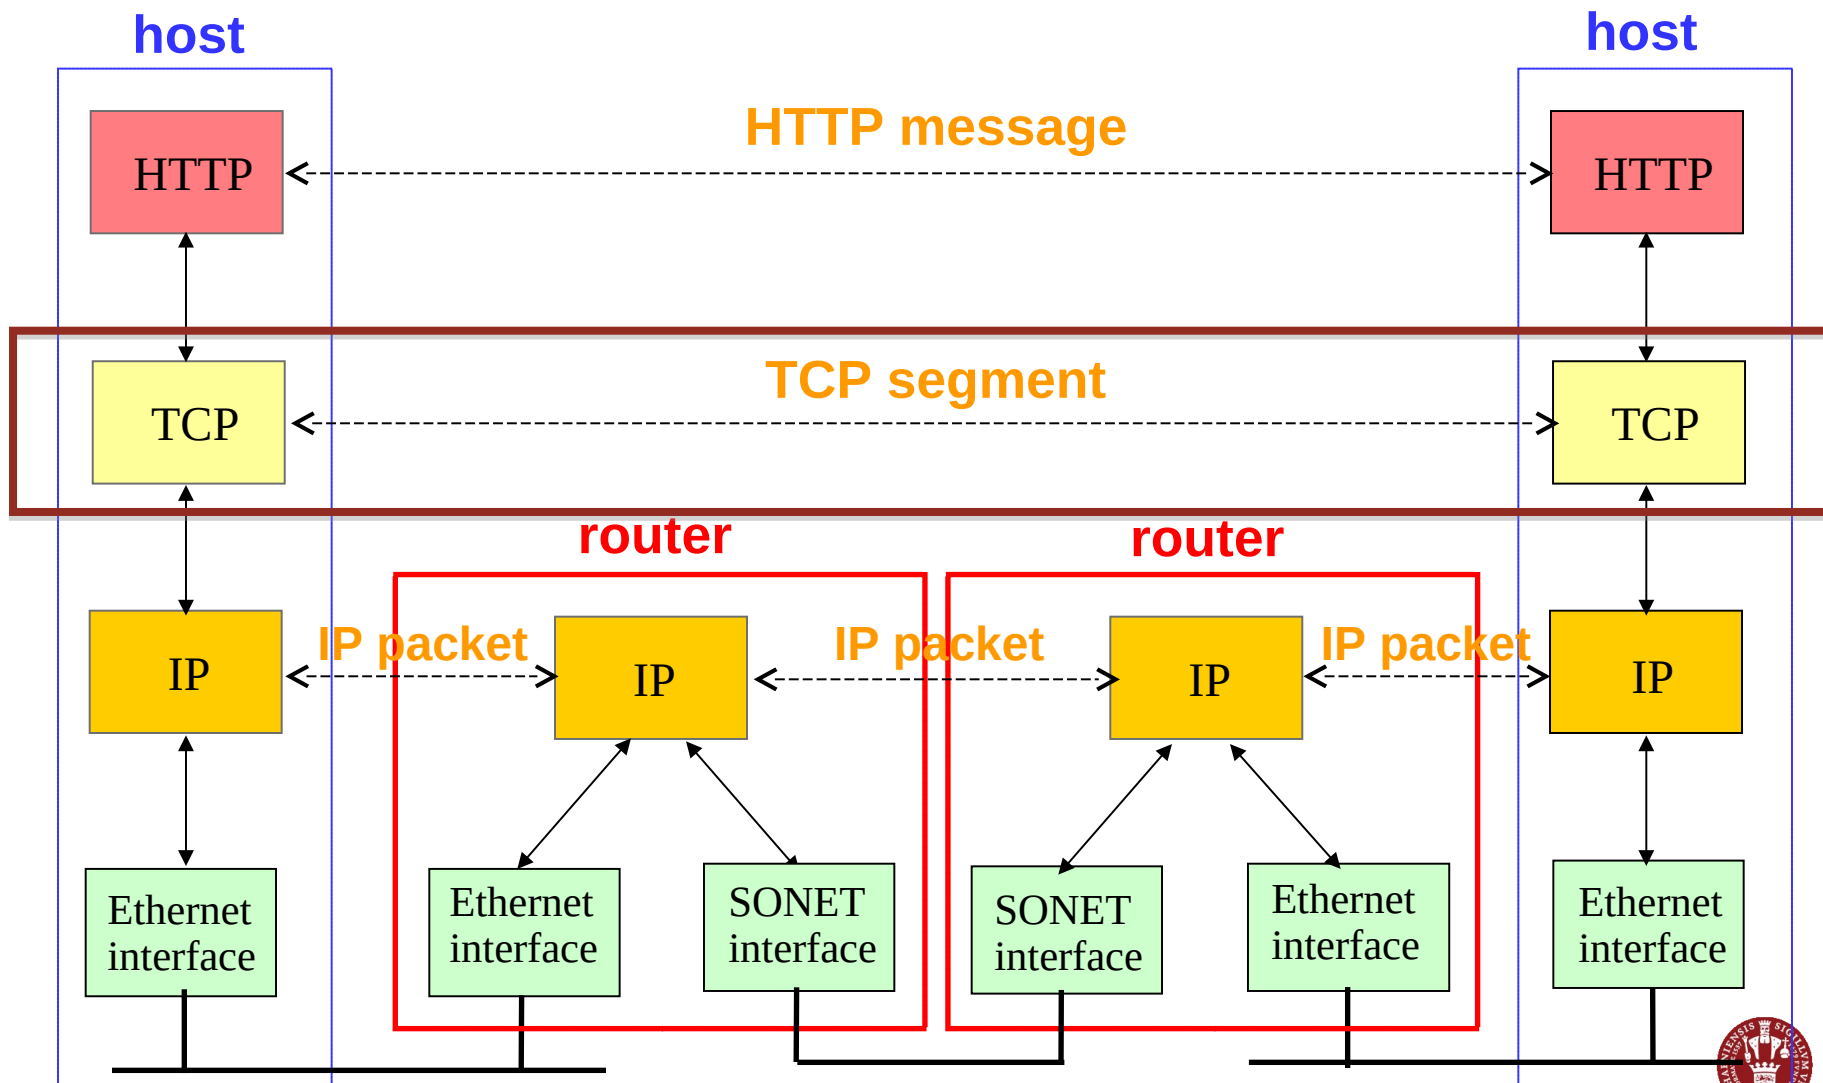 host
host
HTTP message
HTTP
HTTP
TCP segment
TCP
TCP
router
router
IP packet
IP packet
IP packet
IP
IP
IP
IP
Ethernet
interface
Ethernet
interface
SONET
interface
SONET
interface
Ethernet
interface
Ethernet
interface